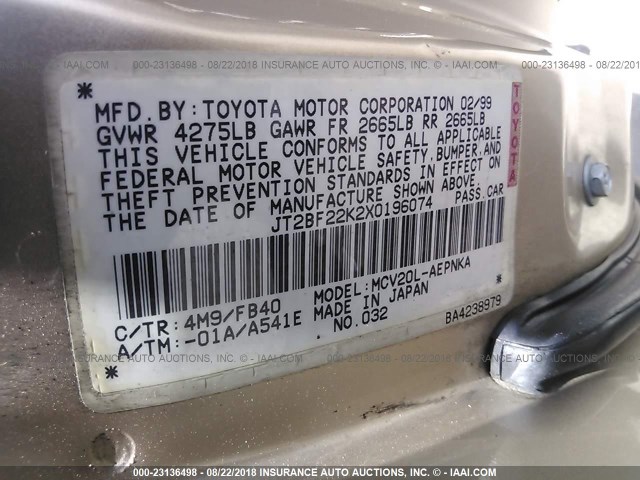 000-23136498 - 08/22/2018 - INSURANCE AUTO AUCTIONS, INC. - © IAAI.COM
* MFD.BY: TOYOTA MOTOR CORPORATION 02/99
GVWR 4275LB GAWR FR 2665LB RR 2665LB
THIS VEHICLE CONFORMS TO ALL APPLICABLE
FEDERAL MOTOR VEHICLE SAFETY, BUMPER, AND
THEFT PREVENTION STANDARDS IN EFFECT ON
THE DATE OF MANUFACTURE SHOWN ABOVE.
JT2BF22K2X0196074 PASS.CAR
TOYOTA
C/TR: 4M9/FB40 MODEL: MCV20L-AEPNKA
A/TM: -01A/A541E MADE IN JAPAN
* . NO.032 BA4238979
000-23136498 - 08/22/2018 - INSURANCE AUTO AUCTIONS, INC. - © IAAI.COM